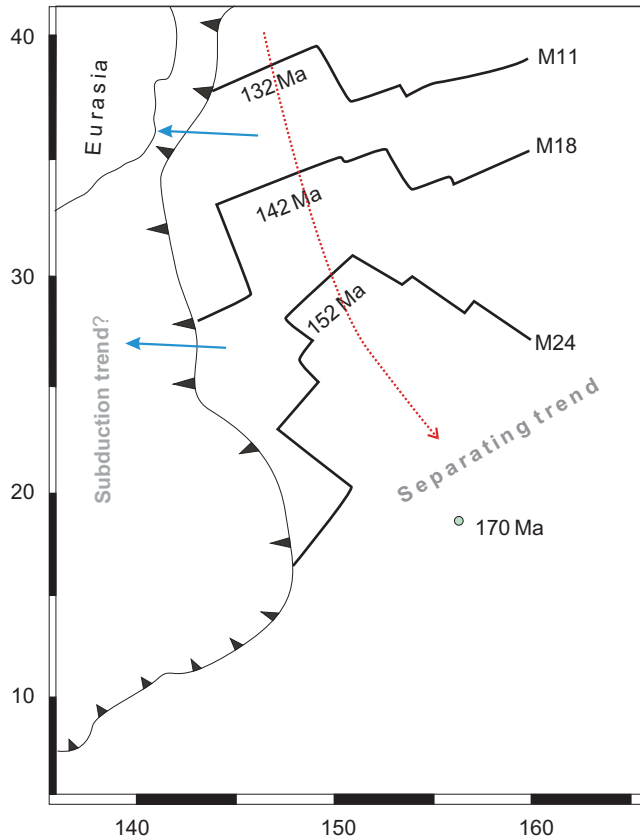 40
Eurasia
132 Ma
M11
M18
142 Ma
30
152 Ma
M24
Subduction trend?
Separating trend
20
170 Ma
10
140
150
160